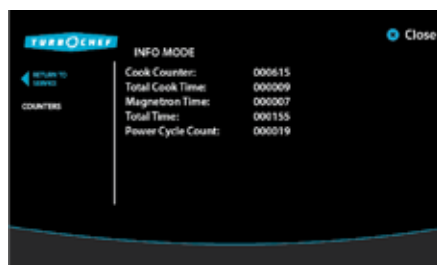 TURBOCHEF
Close
INFO MODE
RETURN TO
SERVICE
COUNTERS
Cook Counter: 000615
Total Cook Time: 000009
Magnetron Time: 000007
Total Time: 000155
Power Cycle Count: 000019